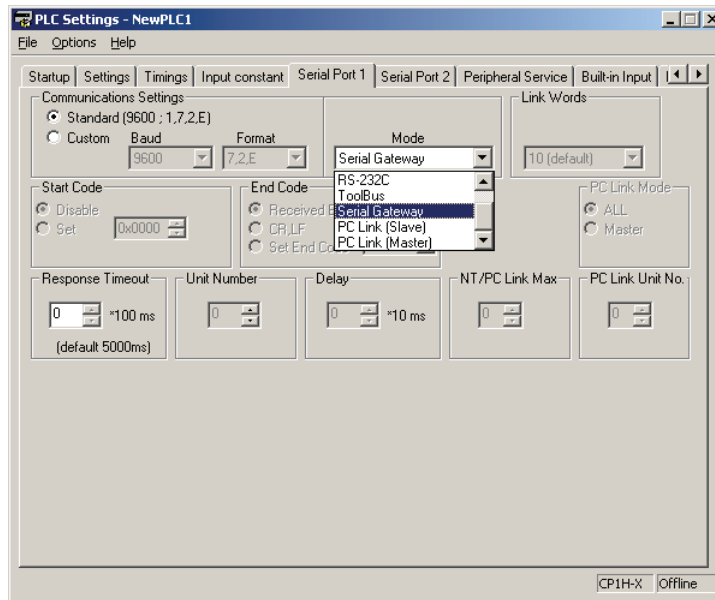 PLC Settings - NewPLC1
File Options Help
Startup Settings Timings Input constant Serial Port 1 Serial Port 2 Peripheral Service Built-in Input
Communications Settings Link Words
Standard (9600 ; 1,7,2,E)
Custom Baud Format Mode
9600 7,2,E Serial Gateway 10 (default)
RS-232C
ToolBus
Serial Gateway
PC Link (Slave)
PC Link (Master)
Start Code End Code PC Link Mode
Disable Received ALL
Set 0x0000 CR,LF Master
Set End
Response Timeout Unit Number Delay NT/PC Link Max PC Link Unit No.
0 *100 ms 0 0 *10 ms 0 0
(default 5000ms)
CP1H-X Offline